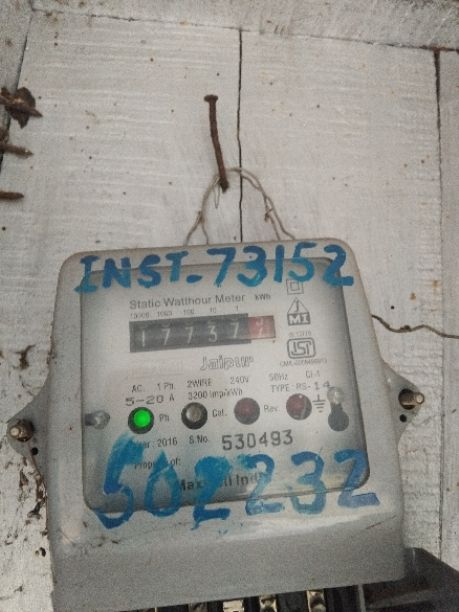 INST.-73152
Static Watthour Meter kWh
10000 1000 100 10 1
17737
Jaipur
AC. 1 Ph. 2WIRE 240V 50Hz Cl-1
5-20 A 3200 Imp/kWh TYPE: RS-14
Ph Cal. Rev.
2016 S.No. 530493
of:
502232